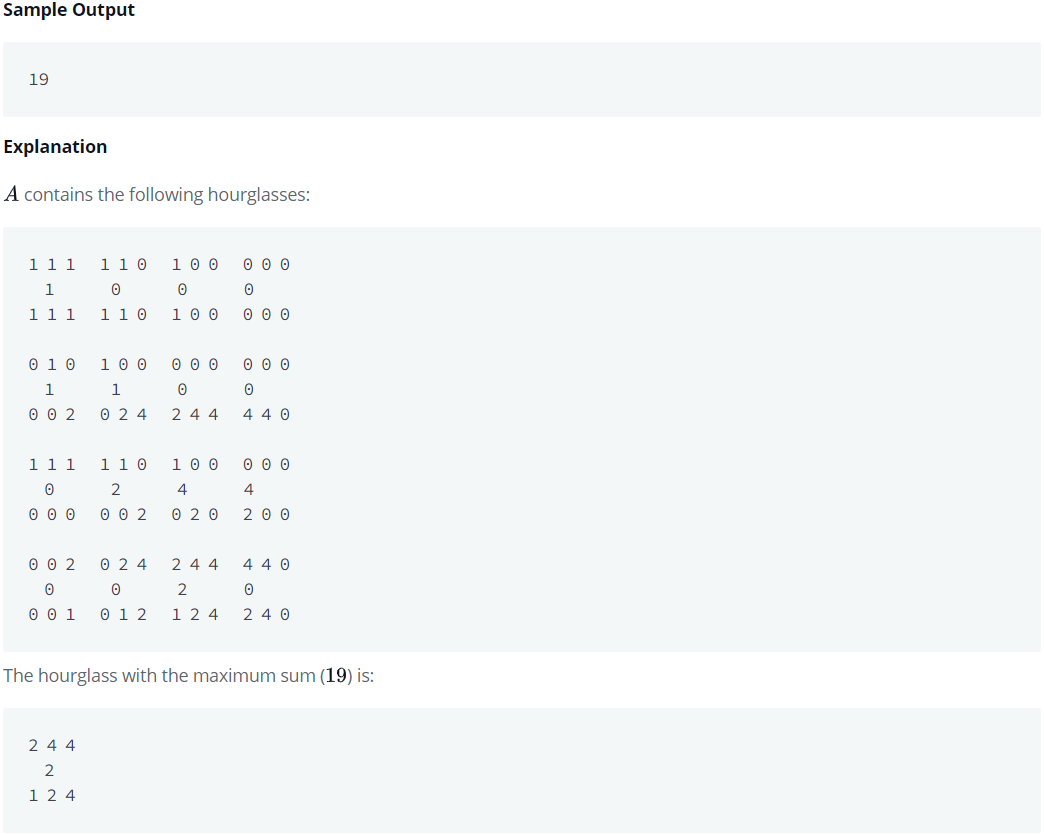 Sample Output
19
Explanation
A contains the following hourglasses:
1 1 1   1 1 0   1 0 0   0 0 0
  1       0       0       0
1 1 1   1 1 0   1 0 0   0 0 0
0 1 0   1 0 0   0 0 0   0 0 0
  1       1       0       0
0 0 2   0 2 4   2 4 4   4 4 0
1 1 1   1 1 0   1 0 0   0 0 0
  0       2       4       4
0 0 0   0 0 2   0 2 0   2 0 0
0 0 2   0 2 4   2 4 4   4 4 0
  0       0       2       0
0 0 1   0 1 2   1 2 4   2 4 0
The hourglass with the maximum sum (19) is:
2 4 4
  2
1 2 4